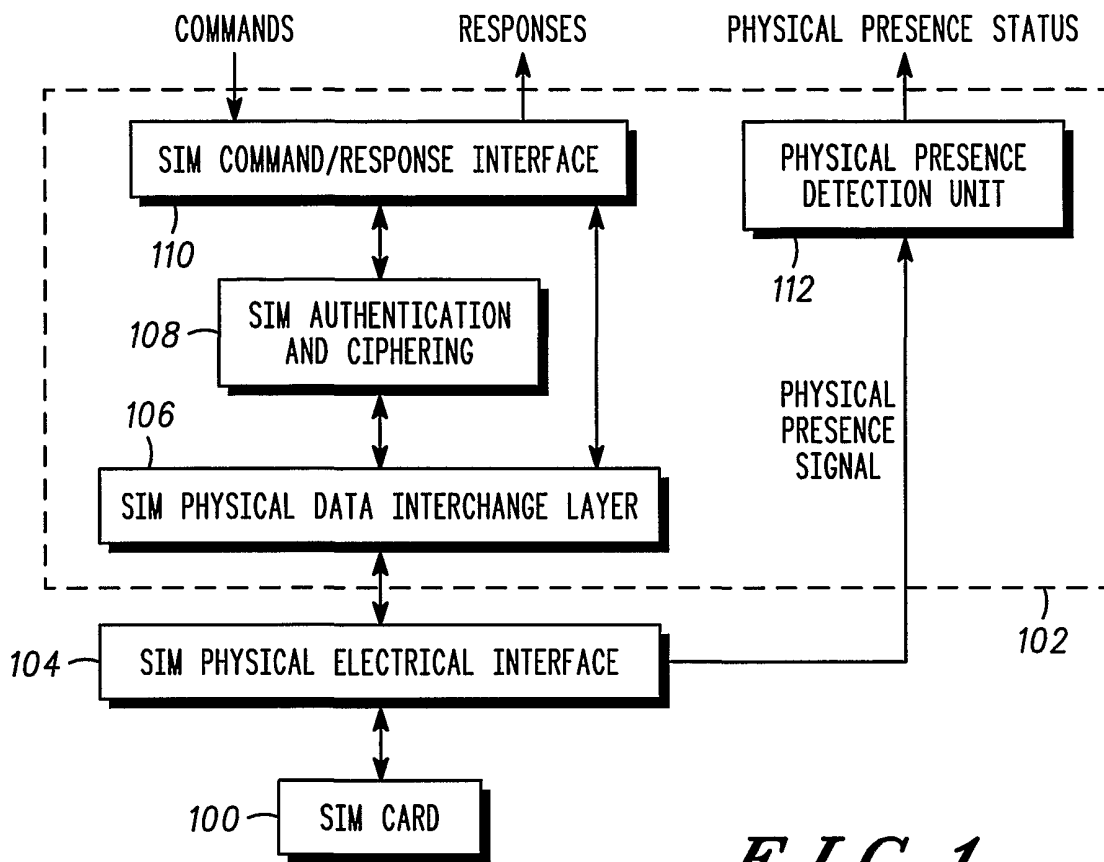 COMMANDS
RESPONSES
PHYSICAL PRESENCE STATUS
SIM COMMAND/RESPONSE INTERFACE
PHYSICAL PRESENCE
DETECTION UNIT
110
112
SIM AUTHENTICATION
AND CIPHERING
108
106
PHYSICAL
PRESENCE
SIGNAL
SIM PHYSICAL DATA INTERCHANGE LAYER
102
104
SIM PHYSICAL ELECTRICAL INTERFACE
100
SIM CARD
FIG. 1